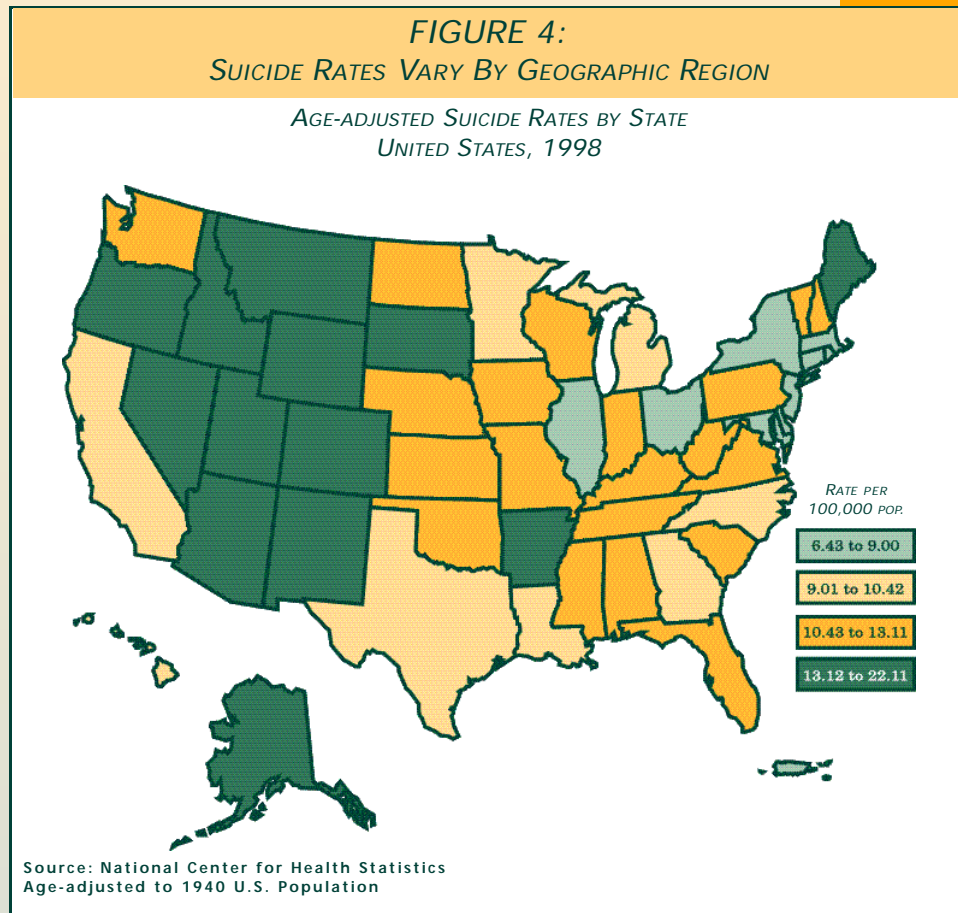 FIGURE 4:
SUICIDE RATES VARY BY GEOGRAPHIC REGION
AGE-ADJUSTED SUICIDE RATES BY STATE
UNITED STATES, 1998
RATE PER
100,000 POP.
6.43 to 9.00
9.01 to 10.42
10.43 to 13.11
13.12 to 22.11
Source: National Center for Health Statistics
Age-adjusted to 1940 U.S. Population